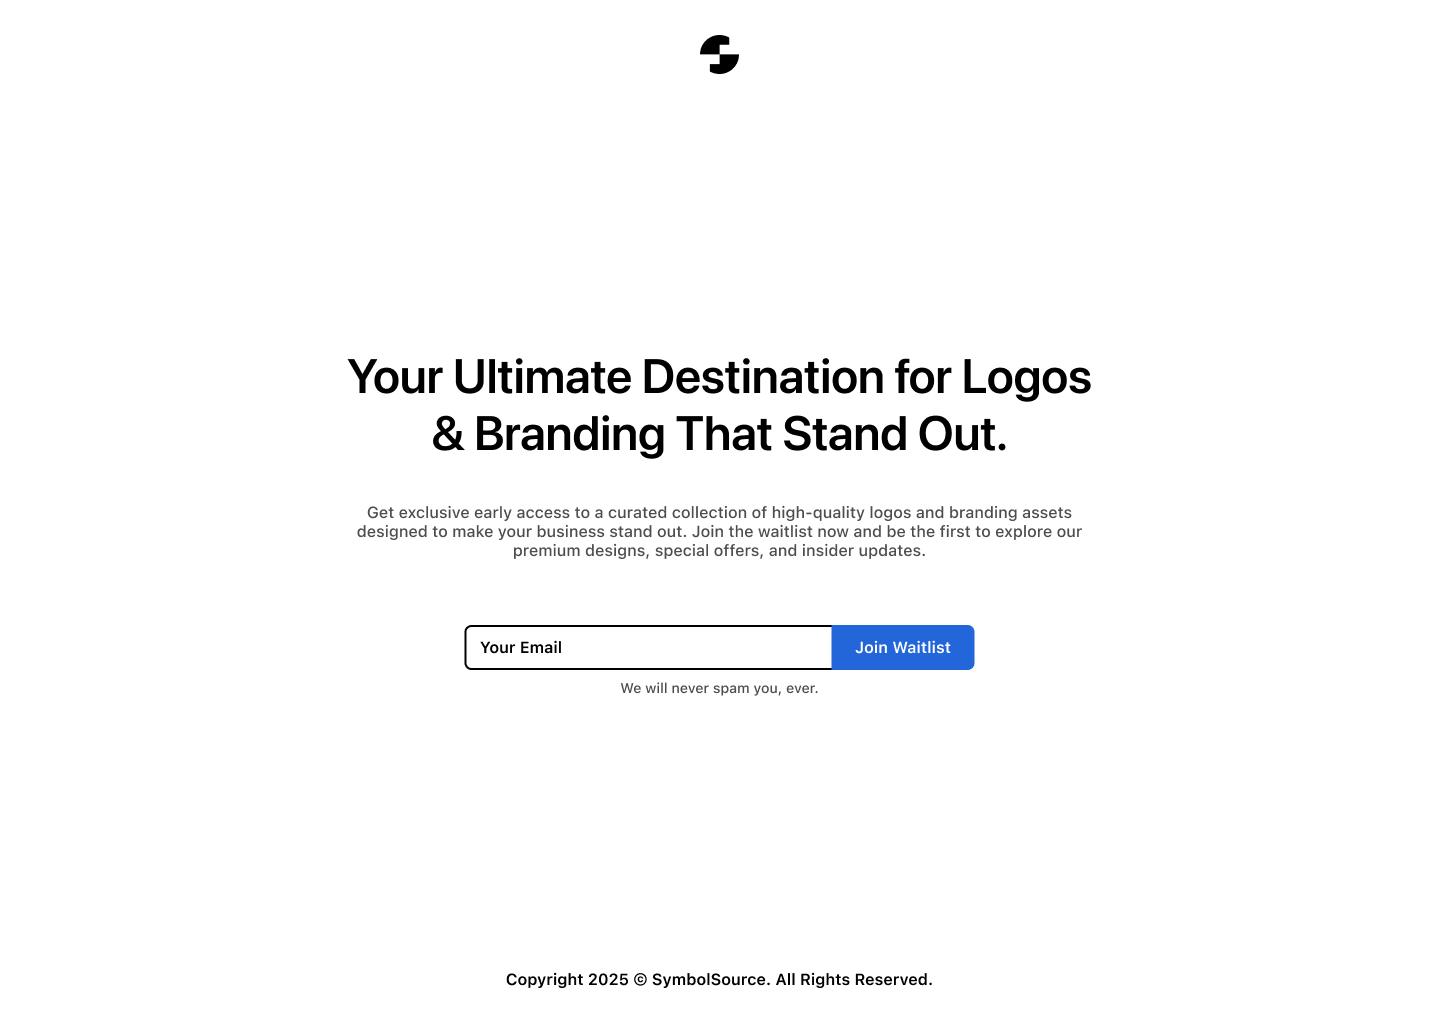 Your Ultimate Destination for Logos
& Branding That Stand Out.
Get exclusive early access to a curated collection of high-quality logos and branding assets
designed to make your business stand out. Join the waitlist now and be the first to explore our
premium designs, special offers, and insider updates.
Your Email
Join Waitlist
We will never spam you, ever.
Copyright 2025 © SymbolSource. All Rights Reserved.